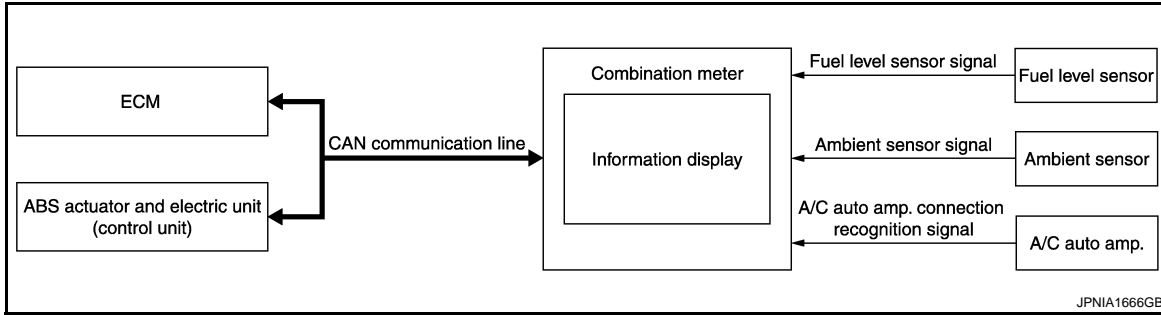 ECM
ABS actuator and electric unit
(control unit)
CAN communication line
Combination meter
Information display
Fuel level sensor signal
Fuel level sensor
Ambient sensor signal
Ambient sensor
A/C auto amp. connection
recognition signal
A/C auto amp.
JPNIA1666GB